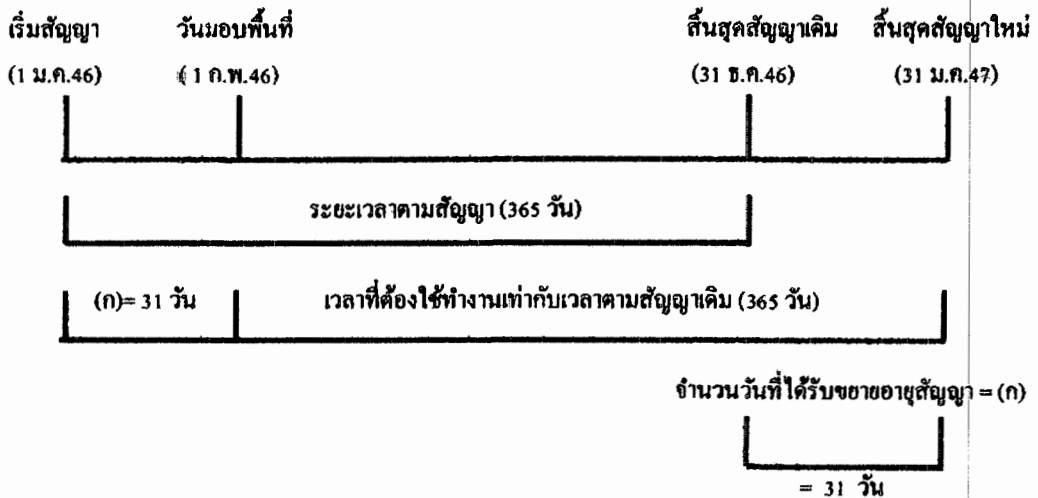 เริ่มสัญญา วันมอบพื้นที่ สิ้นสุดสัญญาเดิม สิ้นสุดสัญญาใหม่
(1 ม.ค.46) ( 1 ก.พ.46) (31 ธ.ค.46) (31 ม.ค.47)
ระยะเวลาตามสัญญา (365 วัน)
(ก)= 31 วัน เวลาที่ต้องใช้ทำงานเท่ากับเวลาตามสัญญาเดิม (365 วัน)
จำนวนวันที่ได้รับขยายอายุสัญญา = (ก)
= 31 วัน